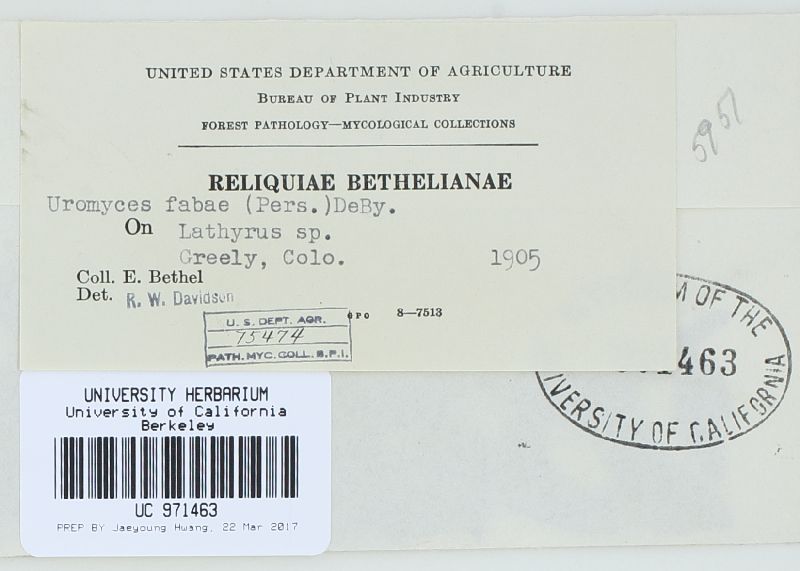 UNITED STATES DEPARTMENT OF AGRICULTURE
BUREAU OF PLANT INDUSTRY
FOREST PATHOLOGY—MYCOLOGICAL COLLECTIONS
RELIQUIAE BETHELIANAE
Uromyces fabae (Pers.)DeBy.
On Lathyrus sp.
Greely, Colo. 1905
Coll. E. Bethel
Det. R. W. Davidson
GPO 8—7513
U. S. DEPT. AGR.
75474
PATH. MYC. COLL. B.P.I.
5951
OF THE
1463
UNIVERSITY OF CALIFORNIA
UNIVERSITY HERBARIUM
University of California
Berkeley
UC 971463
PREP BY Jaeyoung Hwang, 22 Mar 2017